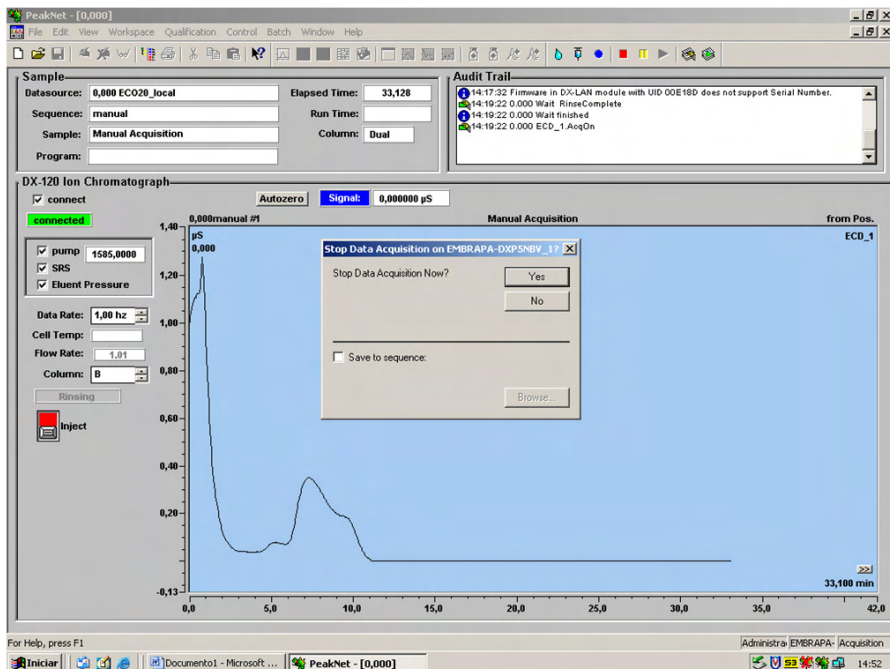 PeakNet - [0,000]
File Edit View Workspace Qualification Control Batch Window Help
Sample
Datasource: 0,000 ECO20_local Elapsed Time: 33,128
Sequence: manual Run Time:
Sample: Manual Acquisition Column: Dual
Program:
Audit Trail
14:17:32 Firmware in DX-LAN module with UID 00E18D does not support Serial Number.
14:19:22 0.000 Wait RinseComplete
14:19:22 0.000 Wait finished
14:19:22 0.000 ECD_1.AcqOn
DX-120 Ion Chromatograph
connect Autozero Signal: 0,000000 µS
connected
pump 1585,0000
SRS
Eluent Pressure
Data Rate: 1,00 hz
Cell Temp:
Flow Rate: 1.01
Column: B
Rinsing
Inject
0,000manual #1 Manual Acquisition from Pos.
µS ECD_1
0,000
1,40
1,20
1,00
0,80
0,60
0,40
0,20
-0,13
Stop Data Acquisition on EMBRAPA-DXP5NBV_1?
Stop Data Acquisition Now? Yes
No
Save to sequence:
Browse...
>>
33,100 min
0,0 5,0 10,0 15,0 20,0 25,0 30,0 35,0 42,0
For Help, press F1 Administra EMBRAPA- Acquisition
Iniciar Documento1 - Microsoft ... PeakNet - [0,000] 53 14:52